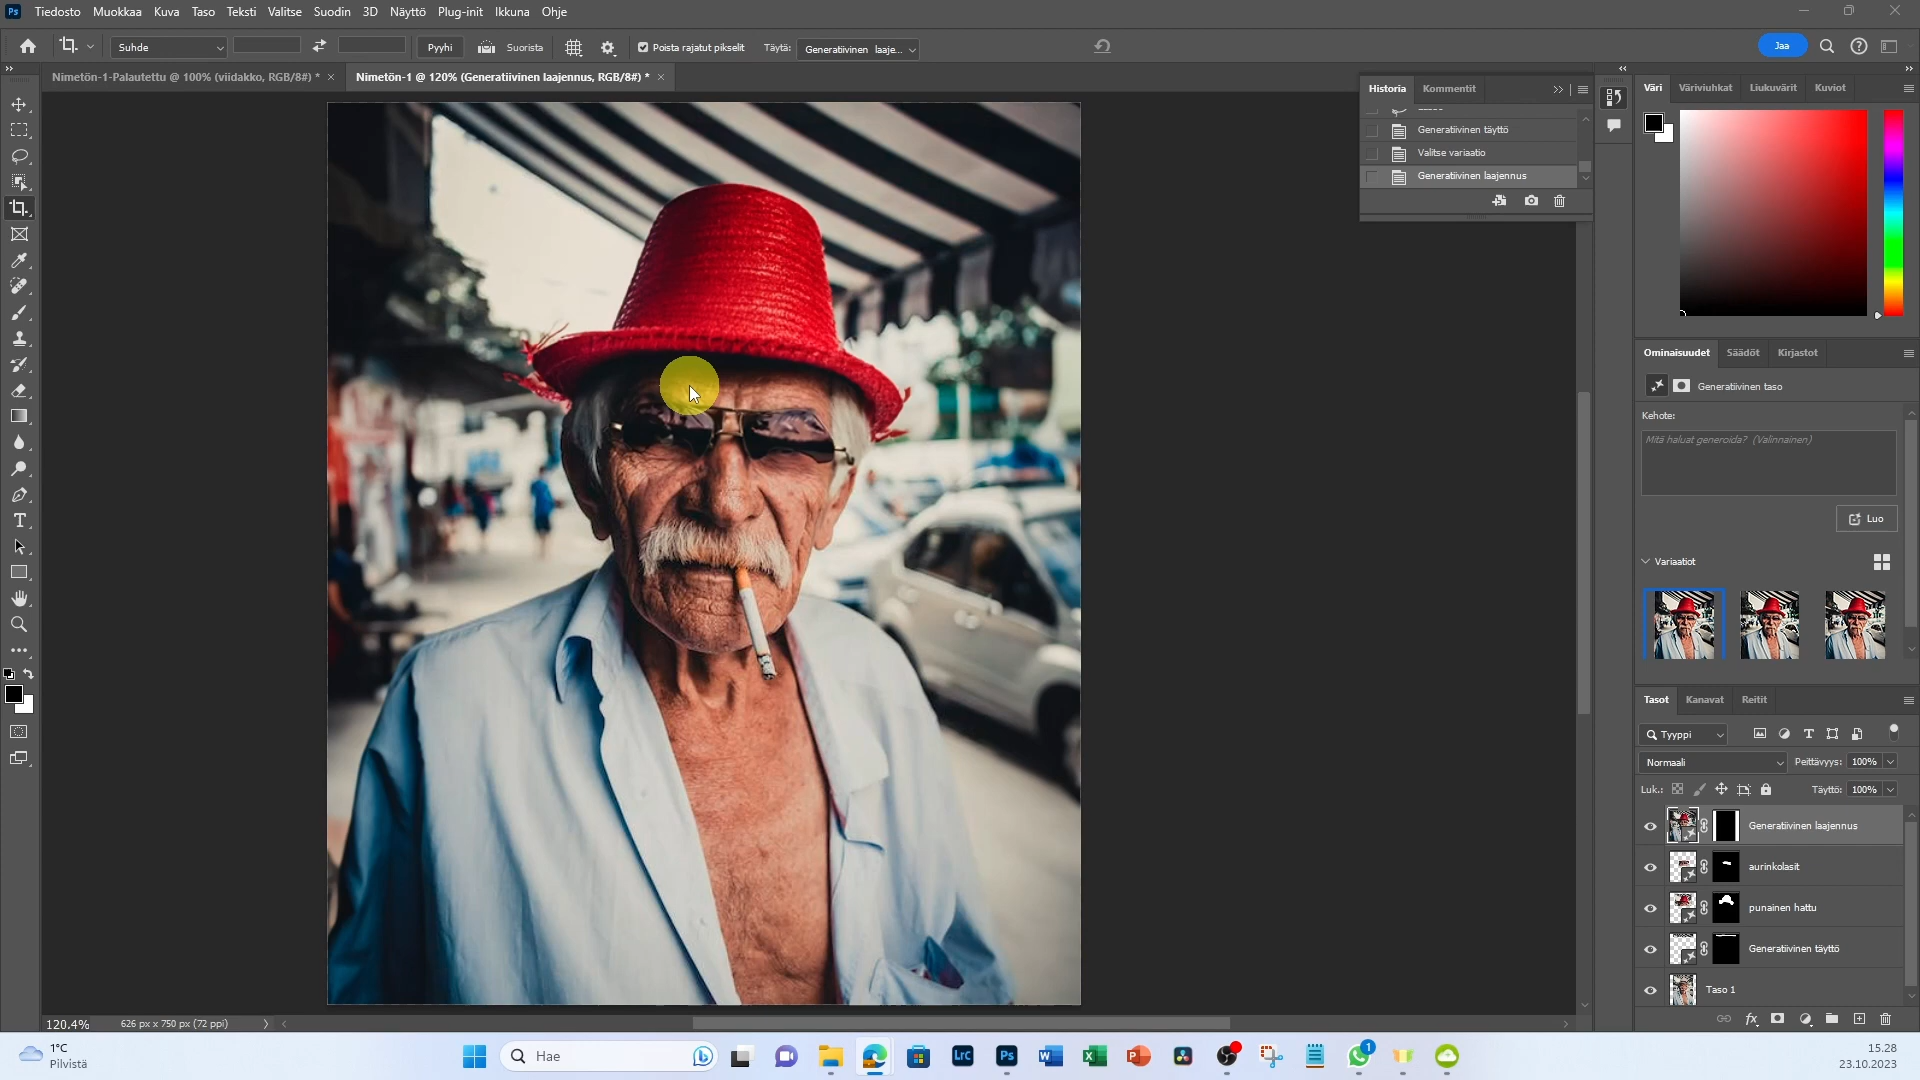 Ps Tiedosto Muokkaa Kuva Taso Teksti Valitse Suodin 3D Näyttö Plug-init Ikkuna Ohje
Suhde Pyyhi Suorista Poista rajatut pikselit Täytä: Generatiivinen laaje... Jaa
Nimetön-1-Palautettu @ 100% (viidakko, RGB/8#) * Nimetön-1 @ 120% (Generatiivinen laajennus, RGB/8#) *
Historia Kommentit
Generatiivinen täyttö
Valitse variaatio
Generatiivinen laajennus
Väri Väriviuhkat Liukuvärit Kuviot
Ominaisuudet Säädöt Kirjastot
Generatiivinen taso
Kehote:
Mitä haluat generoida? (Valinnainen)
Luo
Variaatiot
Tasot Kanavat Reitit
Tyyppi
Normaali Peittävyys: 100%
Luk.: Täyttö: 100%
Generatiivinen laajennus
aurinkolasit
punainen hattu
Generatiivinen täyttö
Taso 1
120.4% 626 px x 750 px (72 ppi)
1°C
Pilvistä
Hae
Lrc
Ps
1
15.28
23.10.2023